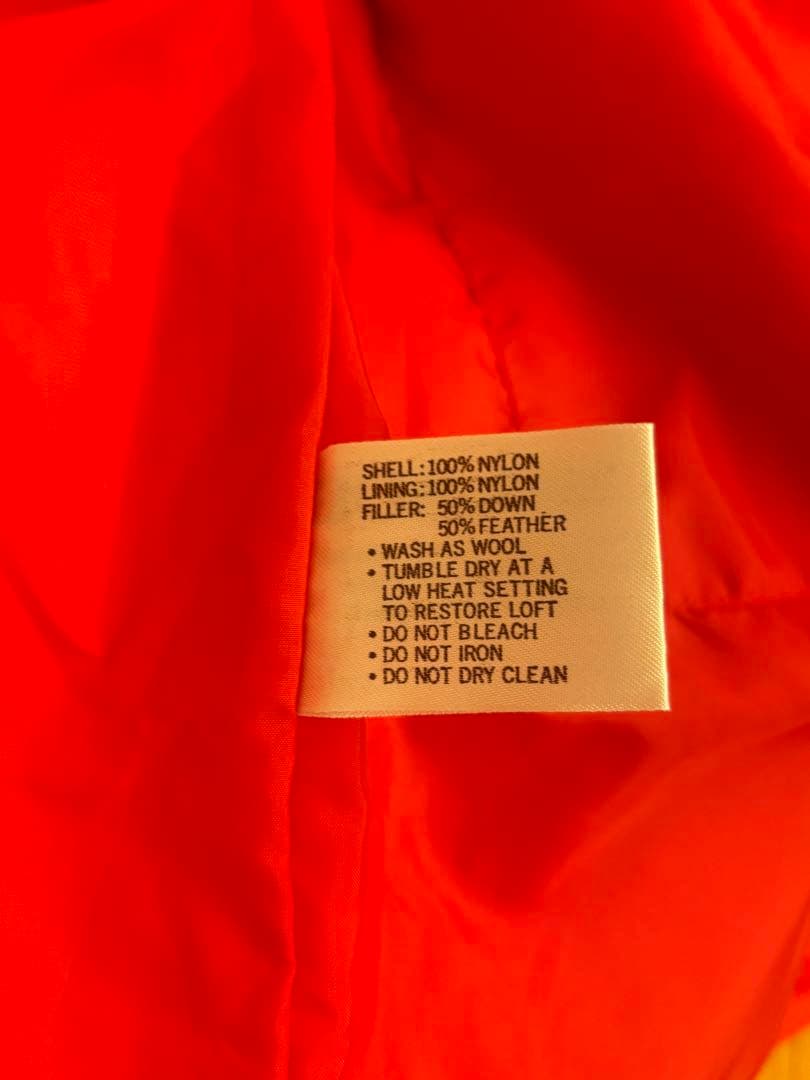 SHELL: 100% NYLON
LINING: 100% NYLON
FILLER: 50% DOWN
50% FEATHER
• WASH AS WOOL
• TUMBLE DRY AT A
LOW HEAT SETTING
TO RESTORE LOFT
• DO NOT BLEACH
• DO NOT IRON
• DO NOT DRY CLEAN